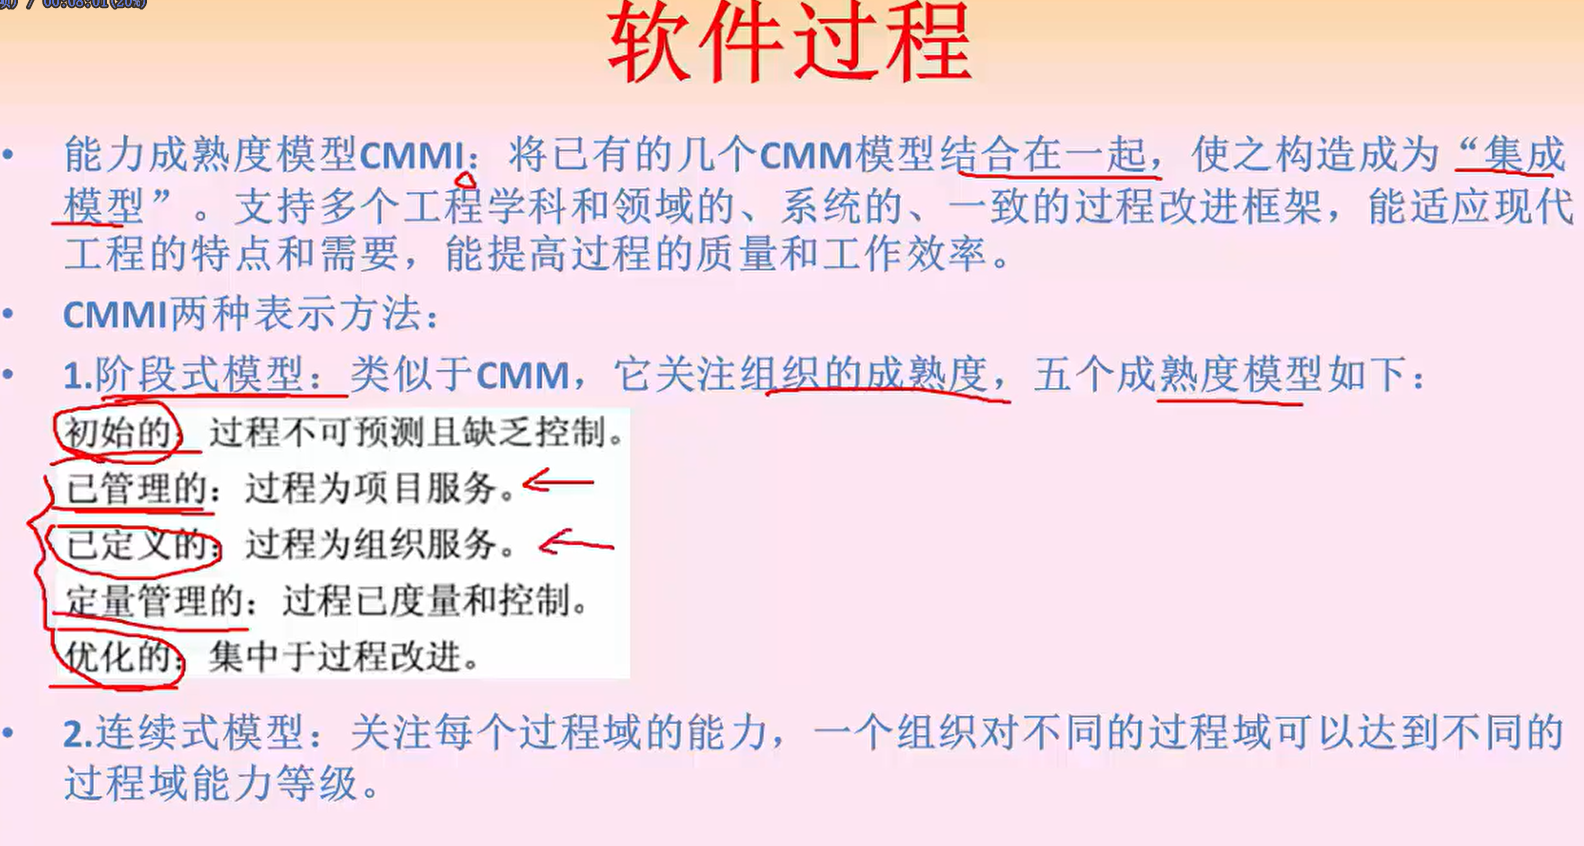 00:08:01(20%)
软件过程
• 能力成熟度模型CMMI：将已有的几个CMM模型结合在一起，使之构造成为“集成
模型”。支持多个工程学科和领域的、系统的、一致的过程改进框架，能适应现代
工程的特点和需要，能提高过程的质量和工作效率。
• CMMI两种表示方法：
• 1.阶段式模型：类似于CMM，它关注组织的成熟度，五个成熟度模型如下：
初始的：过程不可预测且缺乏控制。
已管理的：过程为项目服务。
已定义的：过程为组织服务。
定量管理的：过程已度量和控制。
优化的：集中于过程改进。
• 2.连续式模型：关注每个过程域的能力，一个组织对不同的过程域可以达到不同的
过程域能力等级。